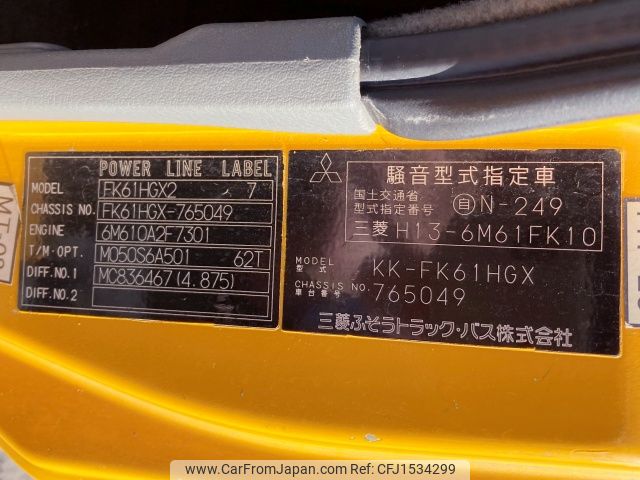 POWER LINE LABEL
MODEL FK61HGX2 7
CHASSIS NO. FK61HGX-765049
ENGINE 6M610A2F7301
T/M·OPT. M050S6A501 62T
DIFF.NO.1 MC836467(4.875)
DIFF.NO.2
騒音型式指定車
国土交通省
型式指定番号 自N-249
三菱 H13-6M61FK10
MODEL
型式 KK-FK61HGX
CHASSIS NO.
車台番号 765049
三菱ふそうトラック・バス株式会社
www.CarFromJapan.com - ID CFJ1534299